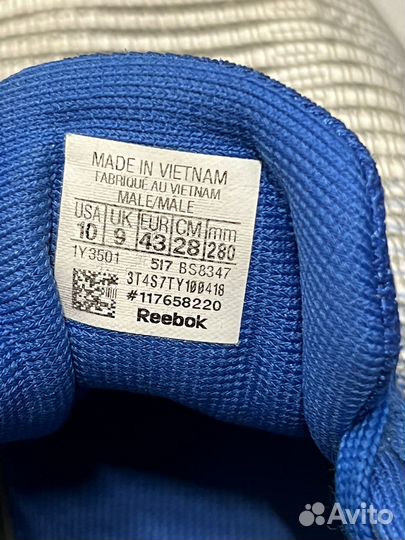 MADE IN VIETNAM
FABRIQUÉ AU VIETNAM
MALE/MÂLE
USA UK EUR CM mm
10 9 43 28 280
1Y3501 517 BS8347
3T4S7TY100418
#117658220
Reebok
Avito